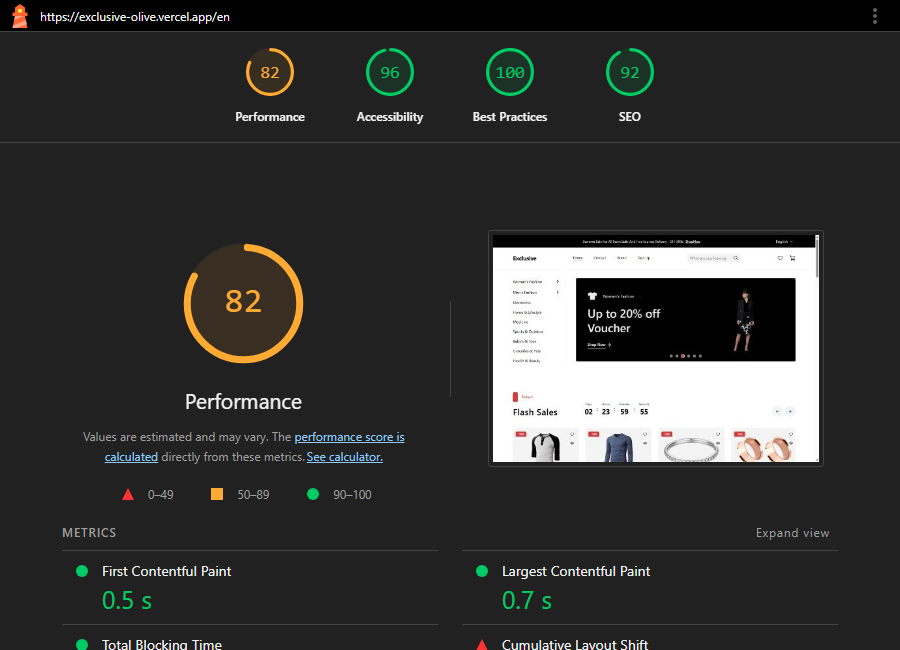 https://exclusive-olive.vercel.app/en
82
96
100
92
Performance
Accessibility
Best Practices
SEO
82
Performance
Values are estimated and may vary. The performance score is
calculated directly from these metrics. See calculator.
0–49
50–89
90–100
Exclusive
Home
Contact
About
Sign Up
English
Women's Fashion
Men's Fashion
Electronics
Home & Lifestyle
Medicine
Sports & Outdoor
Health & Beauty
Women's Fashion
Up to 20% off
Voucher
Shop Now
Flash Sales
02 : 23 : 59 : 55
METRICS
Expand view
First Contentful Paint
0.5 s
Largest Contentful Paint
0.7 s
Total Blocking Time
Cumulative Layout Shift